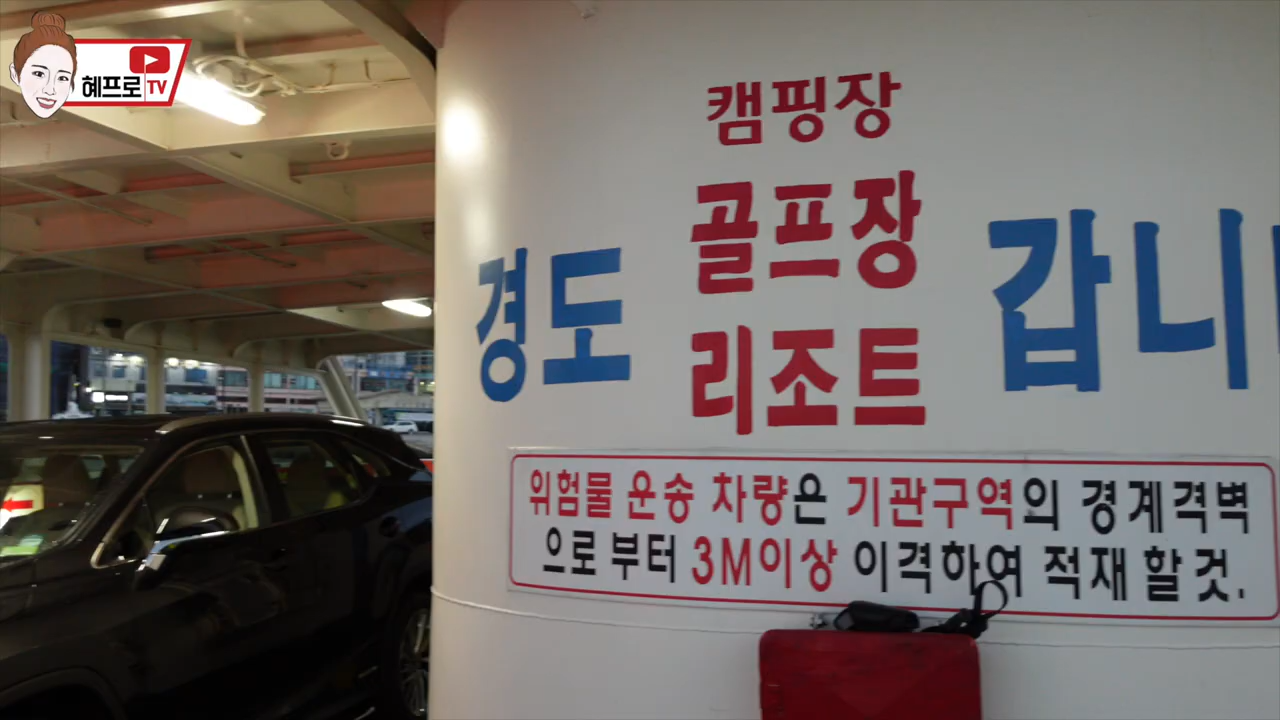 혜프로 TV
캠핑장
골프장
경도
갑니
리조트
위험물 운송 차량은 기관구역의 경계격벽
으로 부터 3M이상 이격하여 적재 할것.